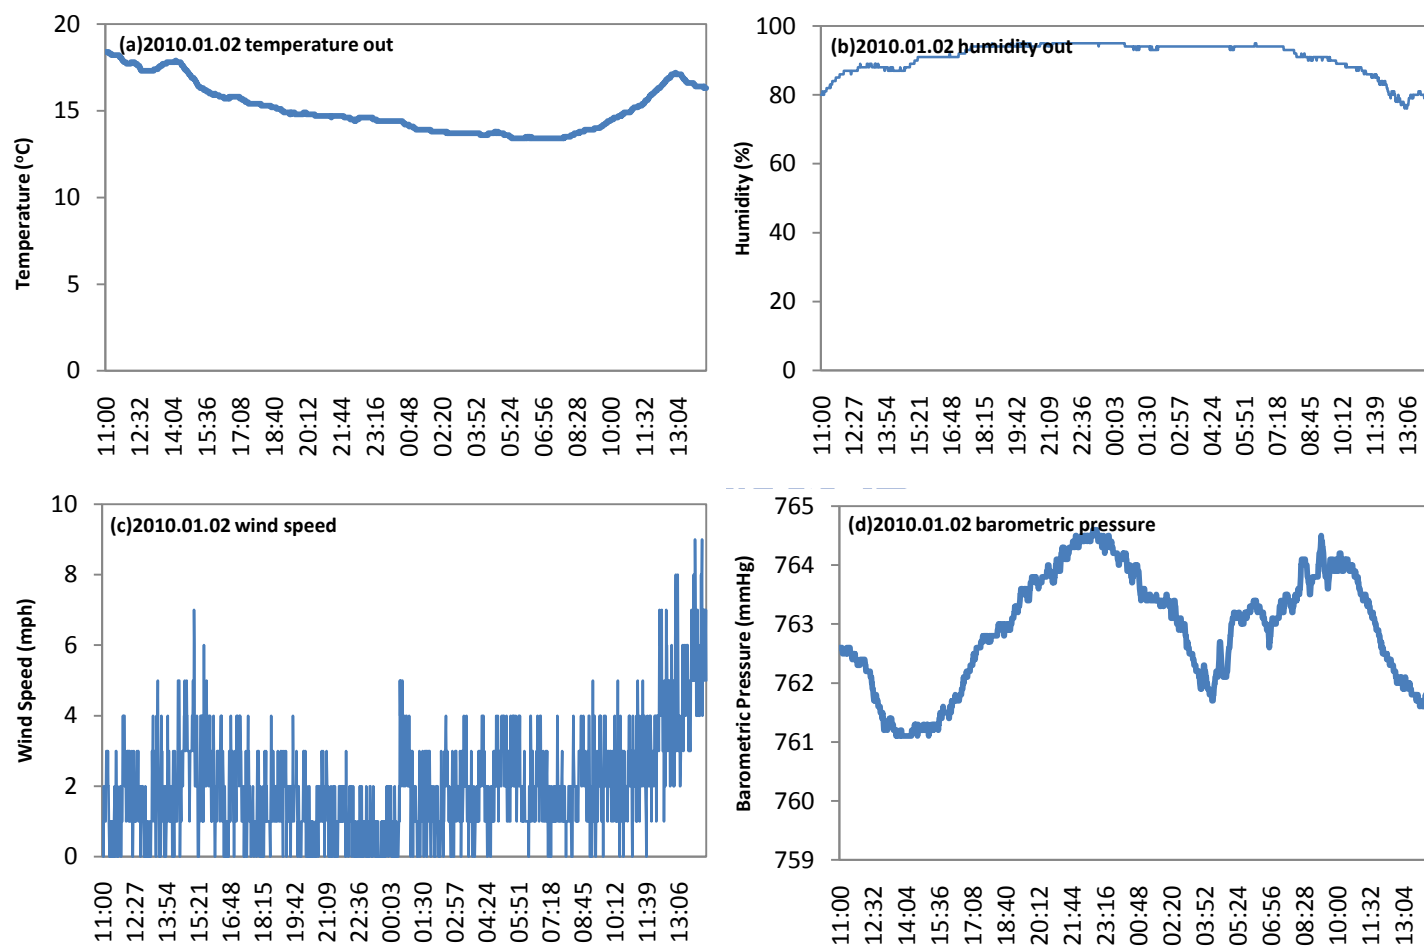 (a)2010.01.02 temperature out
Temperature (°C)
20
15
10
5
0
11:00 12:32 14:04 15:36 17:08 18:40 20:12 21:44 23:16 00:48 02:20 03:52 05:24 06:56 08:28 10:00 11:32 13:04
(b)2010.01.02 humidity out
Humidity (%)
100
80
60
40
20
0
11:00 12:27 13:54 15:21 16:48 18:15 19:42 21:09 22:36 00:03 01:30 02:57 04:24 05:51 07:18 08:45 10:12 11:39 13:06
(c)2010.01.02 wind speed
Wind Speed (mph)
10
8
6
4
2
0
11:00 12:27 13:54 15:21 16:48 18:15 19:42 21:09 22:36 00:03 01:30 02:57 04:24 05:51 07:18 08:45 10:12 11:39 13:06
(d)2010.01.02 barometric pressure
Barometric Pressure (mmHg)
765
764
763
762
761
760
759
11:00 12:32 14:04 15:36 17:08 18:40 20:12 21:44 23:16 00:48 02:20 03:52 05:24 06:56 08:28 10:00 11:32 13:04